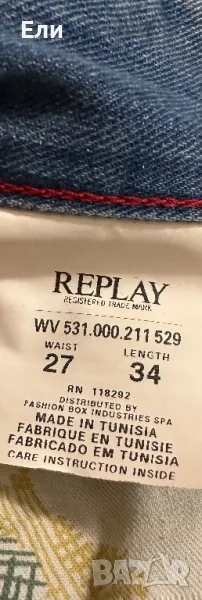 Ели
REPLAY
REGISTERED TRADE MARK
WV 531.000.211 529
WAIST LENGTH
27 34
RN 118292
DISTRIBUTED BY
FASHION BOX INDUSTRIES SPA
MADE IN TUNISIA
FABRIQUE EN TUNISIE
FABRICADO EM TUNISIA
CARE INSTRUCTION INSIDE
BAZAR